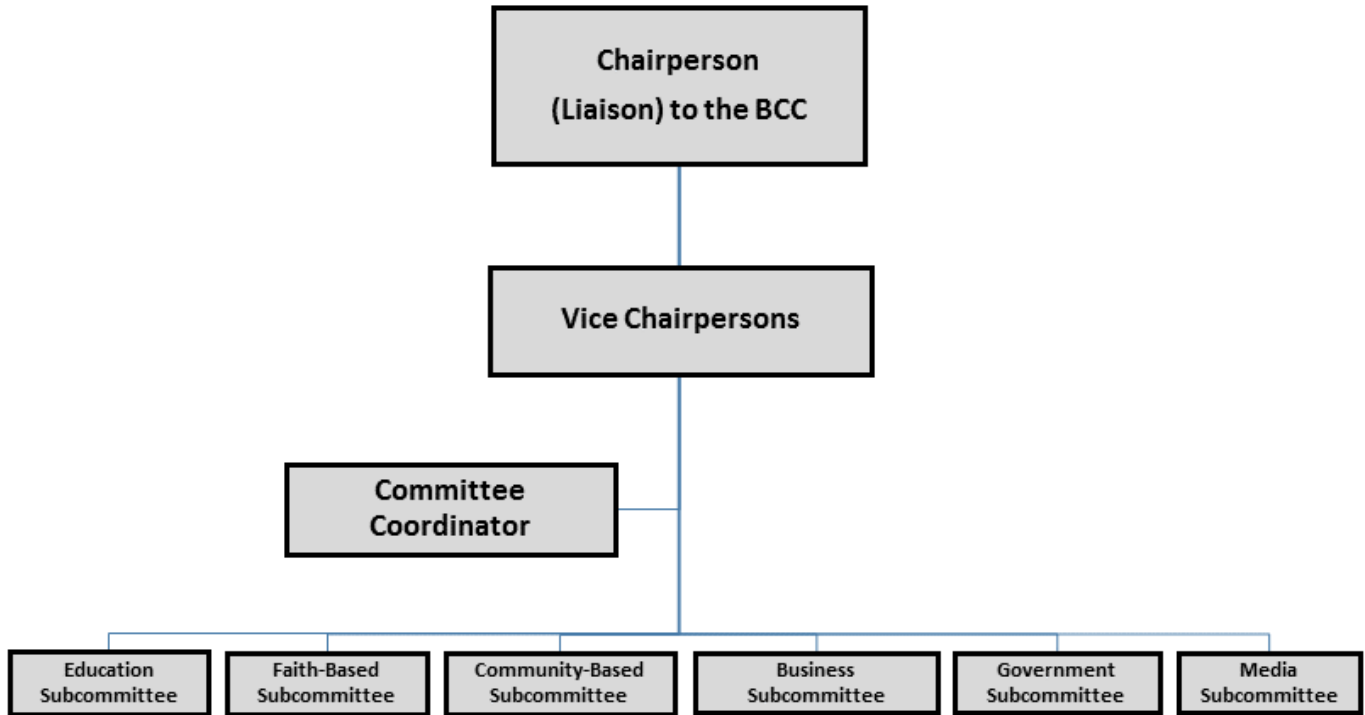 Chairperson
(Liaison) to the BCC
Vice Chairpersons
Committee
Coordinator
Education
Subcommittee
Faith-Based
Subcommittee
Community-Based
Subcommittee
Business
Subcommittee
Government
Subcommittee
Media
Subcommittee